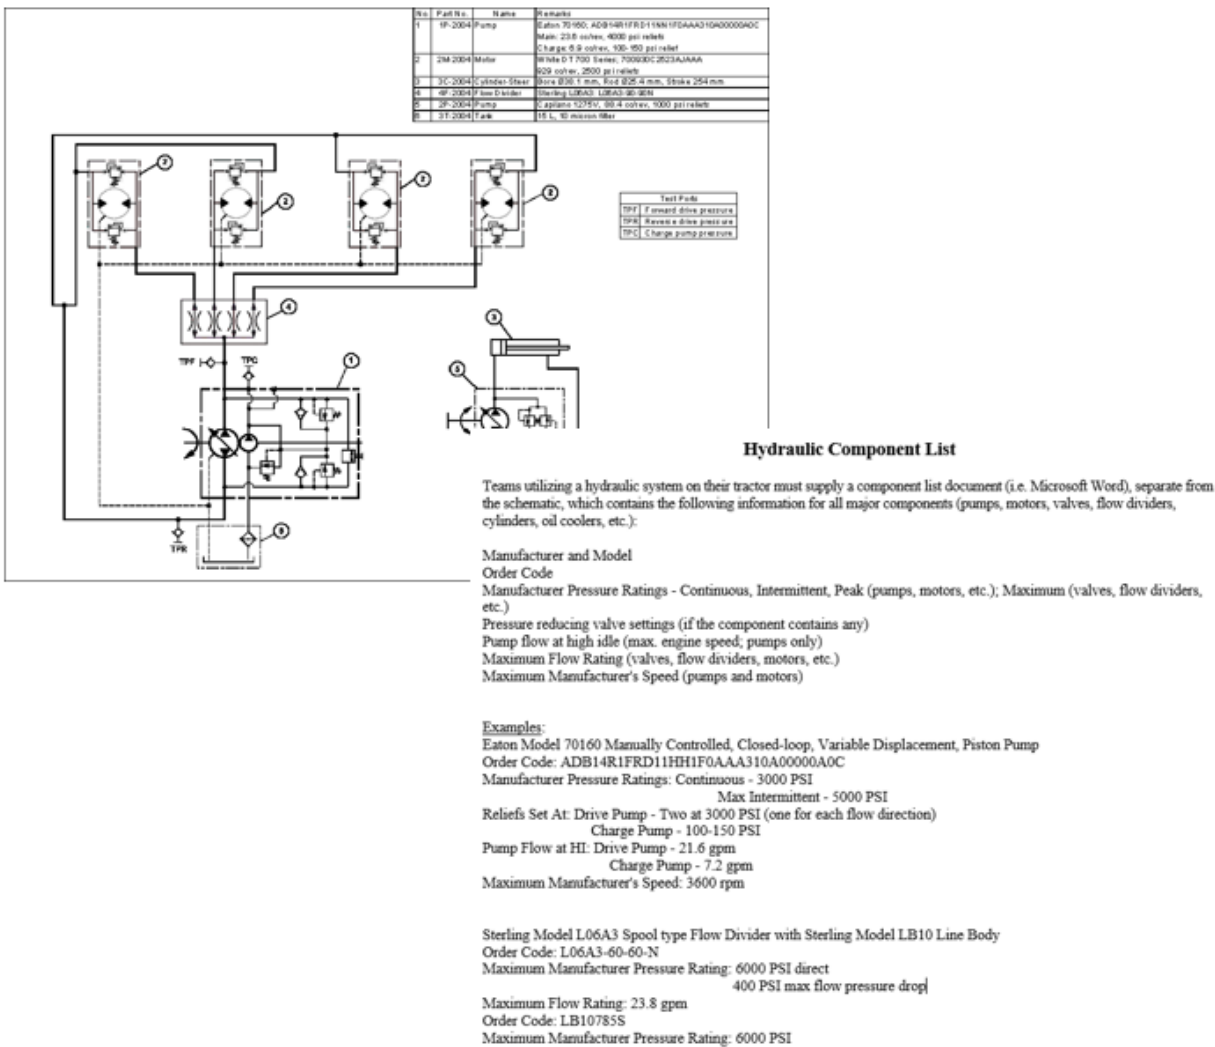 No. Part No. Name Remarks
1 1P-2004 Pump Eaton 70160;
Main: 23.6 cc/rev, 4000 psi reliefs
Charge: 6.9 cc/rev, 100-150 psi relief
2 2M-2004 Motor White DT 700 Series;
929 cc/rev, 2500 psi reliefs
3 3C-2004 Cylinder-Steer Bore Ø38.1 mm, Rod Ø25.4 mm, Stroke 254 mm
4 4F-2004 Flow Divider Sterling L06A3;
5 2P-2004 Pump 1000 psi reliefs
6 3T-2004 Tank 15 L, 10 micron filter
2
2
2
2
Test Ports
TPF Forward drive pressure
TPR Reverse drive pressure
TPC Charge pump pressure
4
3
TPF
TPC
1
5
TPR
6
Hydraulic Component List
Teams utilizing a hydraulic system on their tractor must supply a component list document (i.e. Microsoft Word), separate from
the schematic, which contains the following information for all major components (pumps, motors, valves, flow dividers,
cylinders, oil coolers, etc.):
Manufacturer and Model
Order Code
Manufacturer Pressure Ratings - Continuous, Intermittent, Peak (pumps, motors, etc.); Maximum (valves, flow dividers,
etc.)
Pressure reducing valve settings (if the component contains any)
Pump flow at high idle (max. engine speed; pumps only)
Maximum Flow Rating (valves, flow dividers, motors, etc.)
Maximum Manufacturer's Speed (pumps and motors)
Examples:
Eaton Model 70160 Manually Controlled, Closed-loop, Variable Displacement, Piston Pump
Order Code: ADB14R1FRD11HH1F0AAA310A00000A0C
Manufacturer Pressure Ratings: Continuous - 3000 PSI
Max Intermittent - 5000 PSI
Reliefs Set At: Drive Pump - Two at 3000 PSI (one for each flow direction)
Charge Pump - 100-150 PSI
Pump Flow at HI: Drive Pump - 21.6 gpm
Charge Pump - 7.2 gpm
Maximum Manufacturer's Speed: 3600 rpm
Sterling Model L06A3 Spool type Flow Divider with Sterling Model LB10 Line Body
Order Code: L06A3-60-60-N
Maximum Manufacturer Pressure Rating: 6000 PSI direct
400 PSI max flow pressure drop
Maximum Flow Rating: 23.8 gpm
Order Code: LB10785S
Maximum Manufacturer Pressure Rating: 6000 PSI